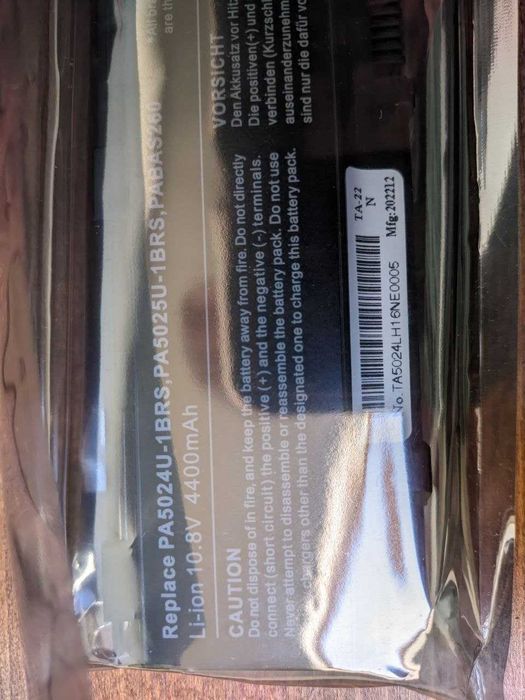 Replace PA5024U-1BRS,PA5025U-1BRS,PABAS260
Li-ion 10.8V 4400mAh
CAUTION
Do not dispose of in fire, and keep the battery away from fire. Do not directly
connect (short circuit) the positive (+) and the negative (-) terminals.
Never attempt to disassemble or reassemble the battery pack. Do not use
chargers other than the designated one to charge this battery pack.
*All
are th
VORSICHT
Den Akkusatz vor Hitz
Die positiven(+) und
verbinden (Kurzschl
auseinanderzunehm
sind nur die dafür vo
No. TA5024LH16NE0005
TA-22
N
Mfg:202212